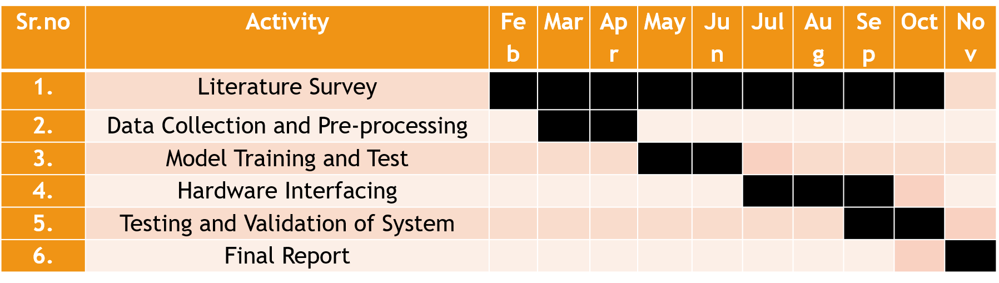 Sr.no Activity Feb Mar Apr May Jun Jul Aug Sep Oct Nov
1. Literature Survey
2. Data Collection and Pre-processing
3. Model Training and Test
4. Hardware Interfacing
5. Testing and Validation of System
6. Final Report